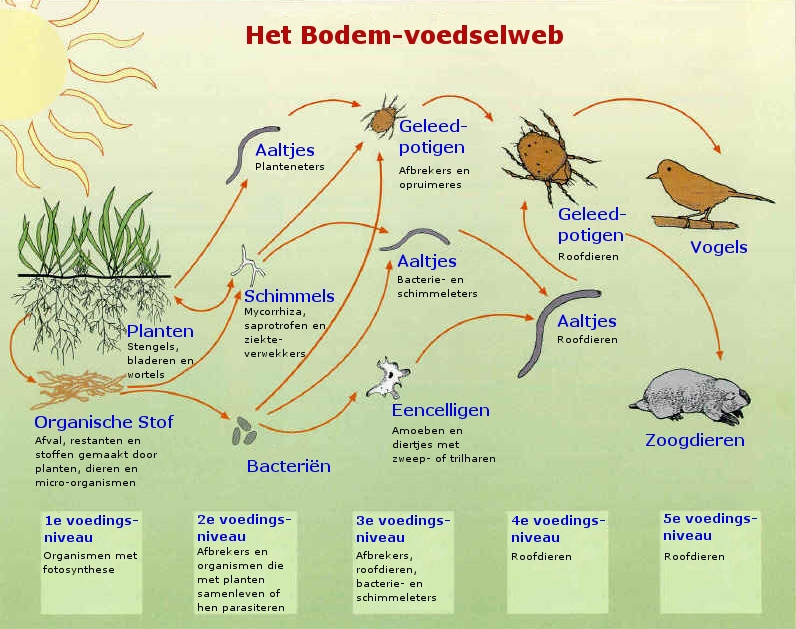 Het Bodem-voedselweb
Aaltjes
Planteneters
Geleed-
potigen
Afbrekers en
opruimeres
Geleed-
potigen
Roofdieren
Vogels
Aaltjes
Bacterie- en
schimmeleters
Schimmels
Mycorrhiza,
saprotrofen en
ziekte-
verwekkers
Planten
Stengels,
bladeren en
wortels
Aaltjes
Roofdieren
Organische Stof
Afval, restanten en
stoffen gemaakt door
planten, dieren en
micro-organismen
Bacteriën
Eencelligen
Amoeben en
diertjes met
zweep- of trilharen
Zoogdieren
1e voedings-
niveau
Organismen met
fotosynthese
2e voedings-
niveau
Afbrekers en
organismen die
met planten
samenleven of
hen parasiteren
3e voedings-
niveau
Afbrekers,
roofdieren,
bacterie- en
schimmeleters
4e voedings-
niveau
Roofdieren
5e voedings-
niveau
Roofdieren